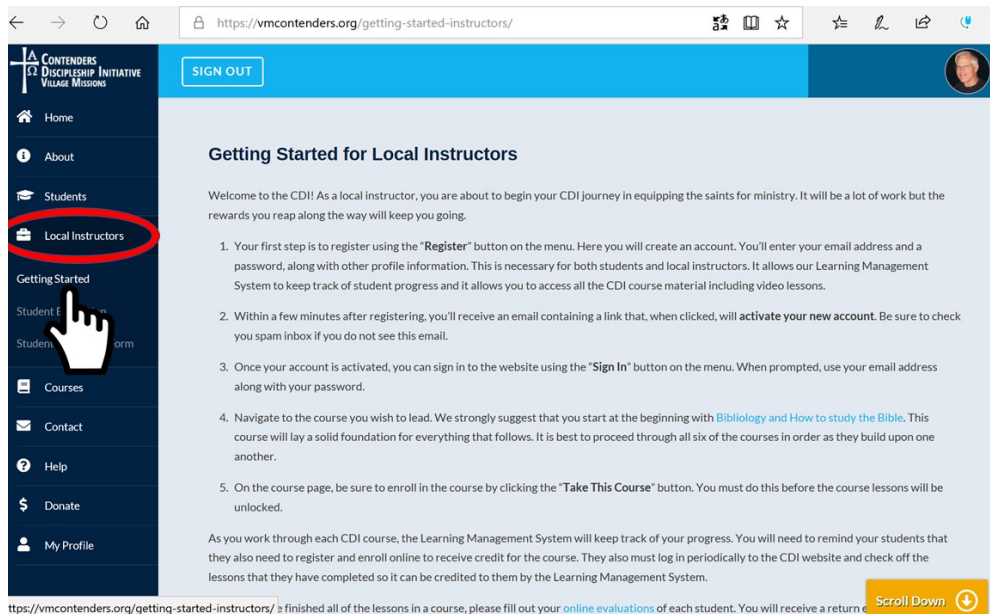 https://vmcontenders.org/getting-started-instructors/
CONTENDERS
DISCIPLESHIP INITIATIVE
VILLAGE MISSIONS
SIGN OUT
Home
About
Students
Local Instructors
Getting Started
Student
Student orm
Courses
Contact
Help
Donate
My Profile
Getting Started for Local Instructors
Welcome to the CDI! As a local instructor, you are about to begin your CDI journey in equipping the saints for ministry. It will be a lot of work but the
rewards you reap along the way will keep you going.
1. Your first step is to register using the "Register" button on the menu. Here you will create an account. You'll enter your email address and a
password, along with other profile information. This is necessary for both students and local instructors. It allows our Learning Management
System to keep track of student progress and it allows you to access all the CDI course material including video lessons.
2. Within a few minutes after registering, you'll receive an email containing a link that, when clicked, will activate your new account. Be sure to check
you spam inbox if you do not see this email.
3. Once your account is activated, you can sign in to the website using the "Sign In" button on the menu. When prompted, use your email address
along with your password.
4. Navigate to the course you wish to lead. We strongly suggest that you start at the beginning with Bibliology and How to study the Bible. This
course will lay a solid foundation for everything that follows. It is best to proceed through all six of the courses in order as they build upon one
another.
5. On the course page, be sure to enroll in the course by clicking the "Take This Course" button. You must do this before the course lessons will be
unlocked.
As you work through each CDI course, the Learning Management System will keep track of your progress. You will need to remind your students that
they also need to register and enroll online to receive credit for the course. They also must log in periodically to the CDI website and check off the
lessons that they have completed so it can be credited to them by the Learning Management System.
ttps://vmcontenders.org/getting-started-instructors/ e finished all of the lessons in a course, please fill out your online evaluations of each student. You will receive a return e
Scroll Down